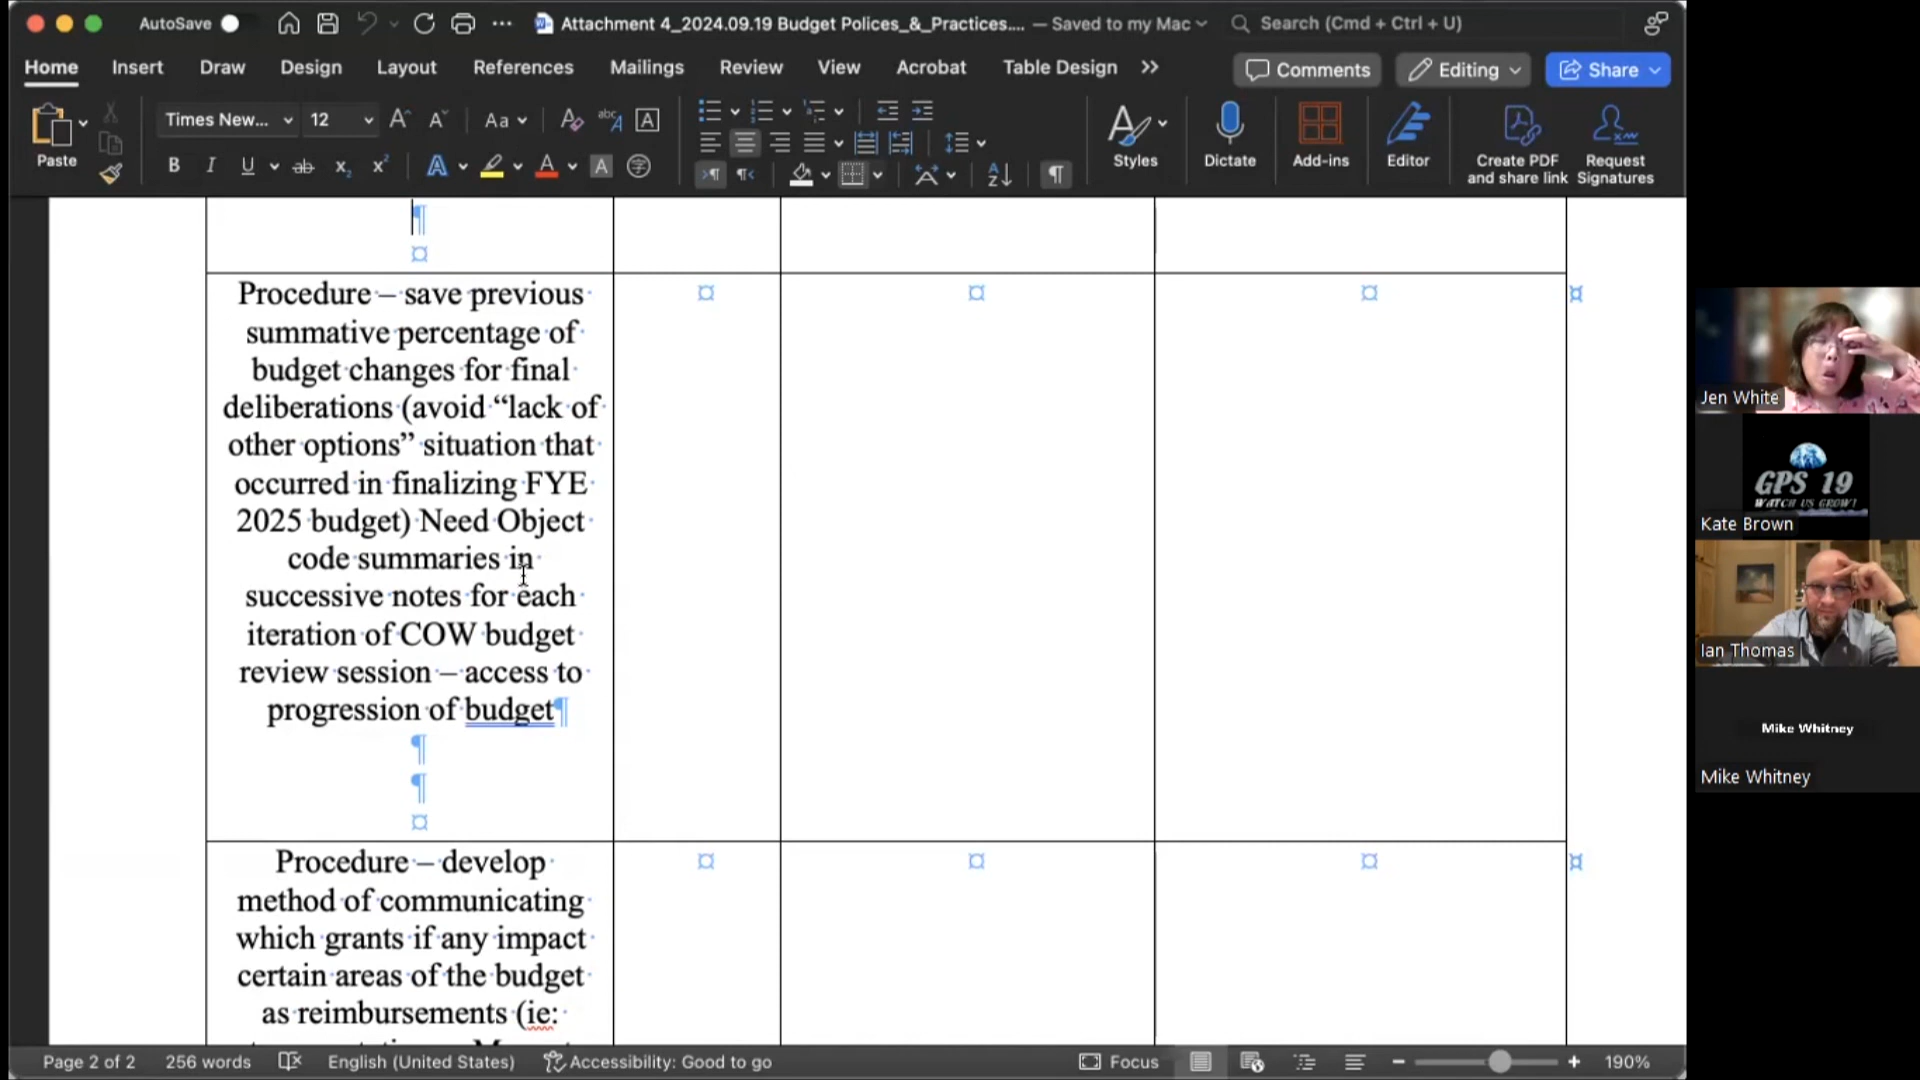 AutoSave
Attachment 4_2024.09.19 Budget Polices_&_Practices.... — Saved to my Mac
Search (Cmd + Ctrl + U)
Home Insert Draw Design Layout References Mailings Review View Acrobat Table Design >>
Comments
Editing
Share
Paste
Times New... 12
Aa
B I U ab x₂ x²
Styles
Dictate
Add-ins
Editor
Create PDF
and share link
Request
Signatures
Procedure – save previous
summative percentage of
budget changes for final
deliberations (avoid “lack of
other options” situation that
occurred in finalizing FYE
2025 budget) Need Object
code summaries in
successive notes for each
iteration of COW budget
review session – access to
progression of budget¶
¶
¶
Procedure – develop
method of communicating
which grants if any impact
certain areas of the budget
as reimbursements (ie:
Page 2 of 2 256 words English (United States) Accessibility: Good to go Focus 190%
Jen White
GPS 19
WATCH US GROW!
Kate Brown
Ian Thomas
Mike Whitney
Mike Whitney